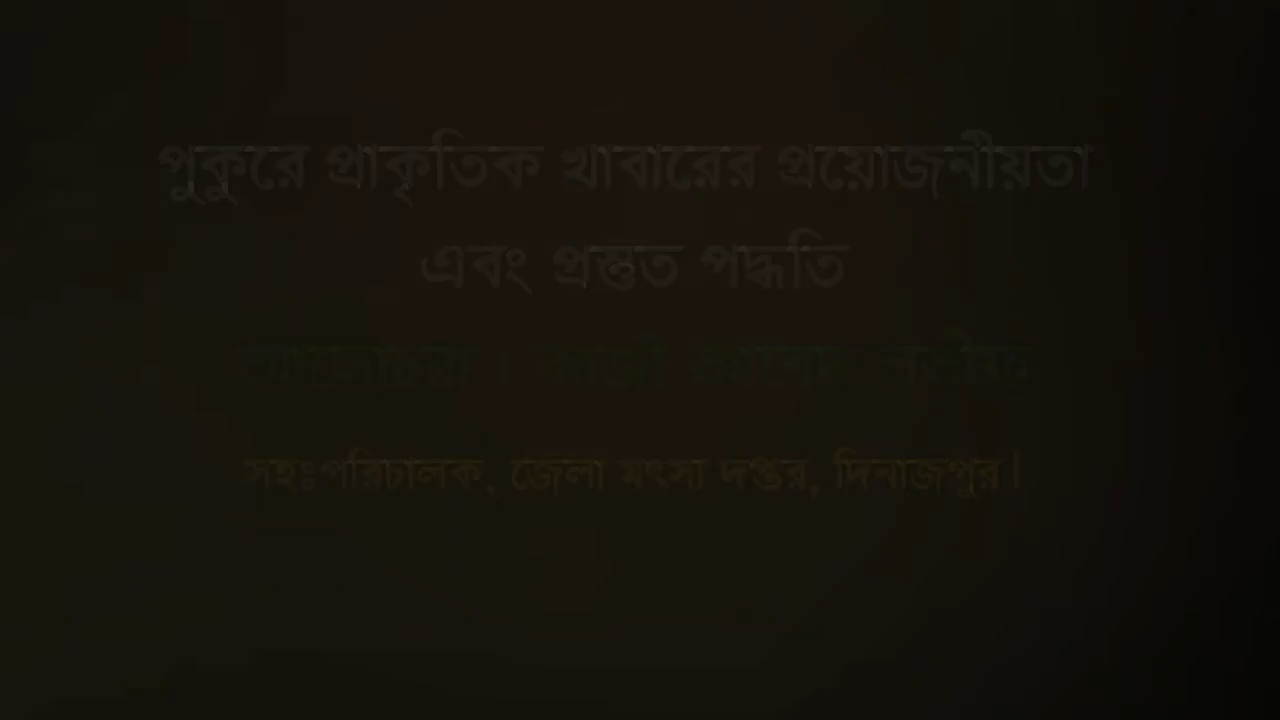 পুকুরে প্রাকৃতিক খাবারের প্রয়োজনীয়তা
এবং প্রস্তুত পদ্ধতি
সহঃপরিচালক, জেলা মৎস্য দপ্তর, দিনাজপুর।